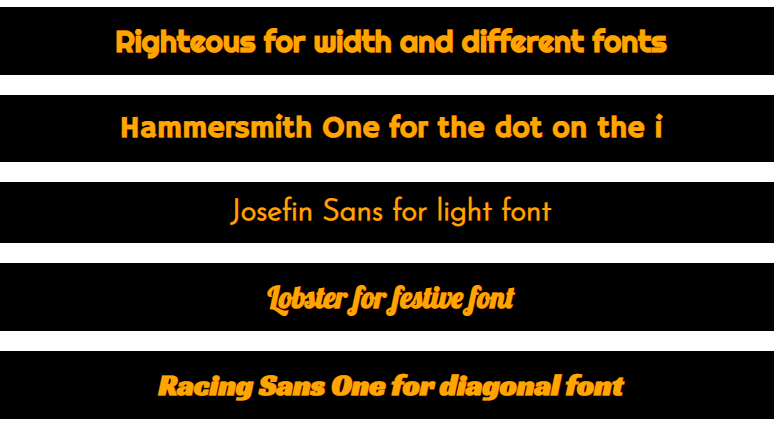 Righteous for width and different fonts
Hammersmith One for the dot on the i
Josefin Sans for light font
Lobster for festive font
Racing Sans One for diagonal font